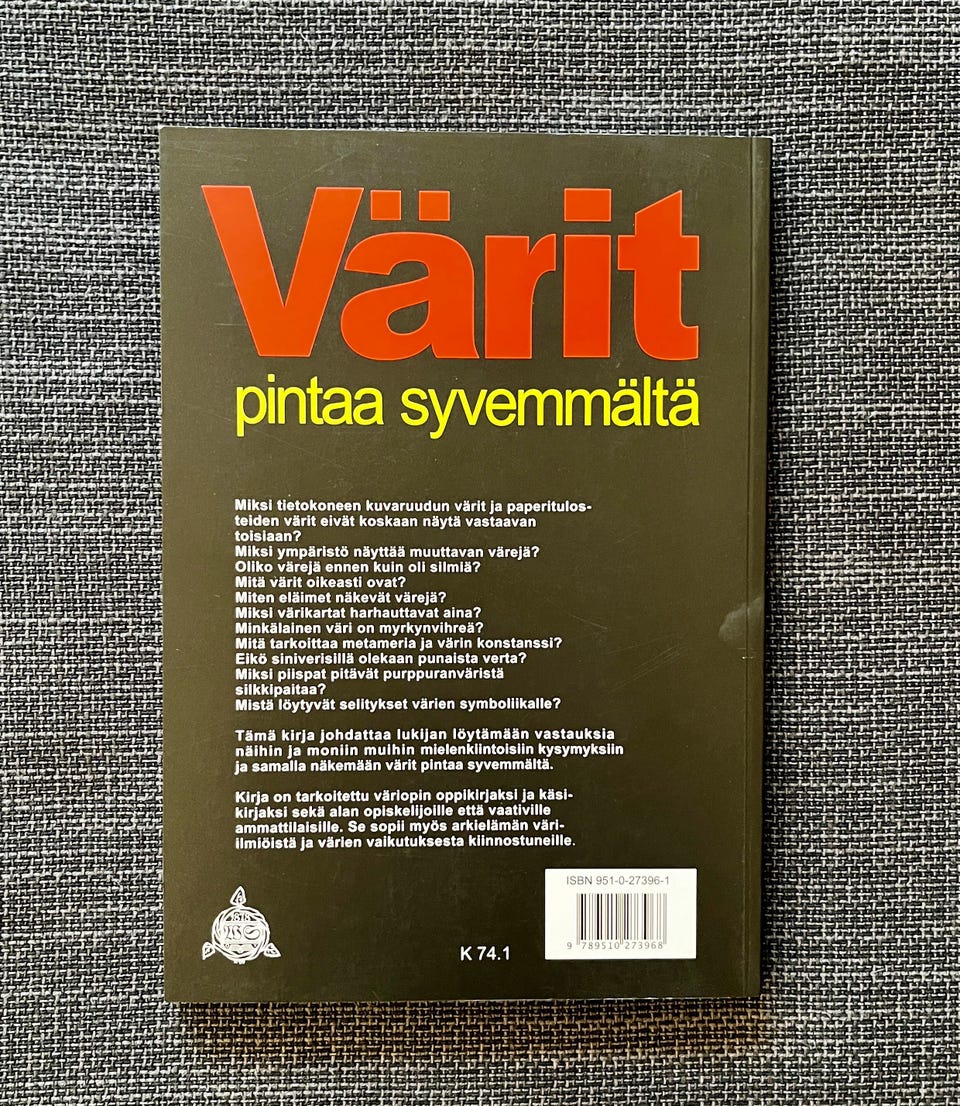 Värit
pintaa syvemmältä
Miksi tietokoneen kuvaruudun värit ja paperitulos-
teiden värit eivät koskaan näytä vastaavan
toisiaan?
Miksi ympäristö näyttää muuttavan värejä?
Oliko värejä ennen kuin oli silmiä?
Mitä värit oikeasti ovat?
Miten eläimet näkevät värejä?
Miksi värikartat harhauttavat aina?
Minkälainen väri on myrkynvihreä?
Mitä tarkoittaa metameria ja värin konstanssi?
Eikö siniverisillä olekaan punaista verta?
Miksi piispat pitävät purppuranväristä
silkkipaitaa?
Mistä löytyvät selitykset värien symboliikalle?
Tämä kirja johdattaa lukijan löytämään vastauksia
näihin ja moniin muihin mielenkiintoisiin kysymyksiin
ja samalla näkemään värit pintaa syvemmältä.
Kirja on tarkoitettu väriopin oppikirjaksi ja käsi-
kirjaksi sekä alan opiskelijoille että vaativille
ammattilaisille. Se sopii myös arkielämän väri-
ilmiöistä ja värien vaikutuksesta kiinnostuneille.
1878
K 74.1
ISBN 951-0-27396-1
9 789510 273968